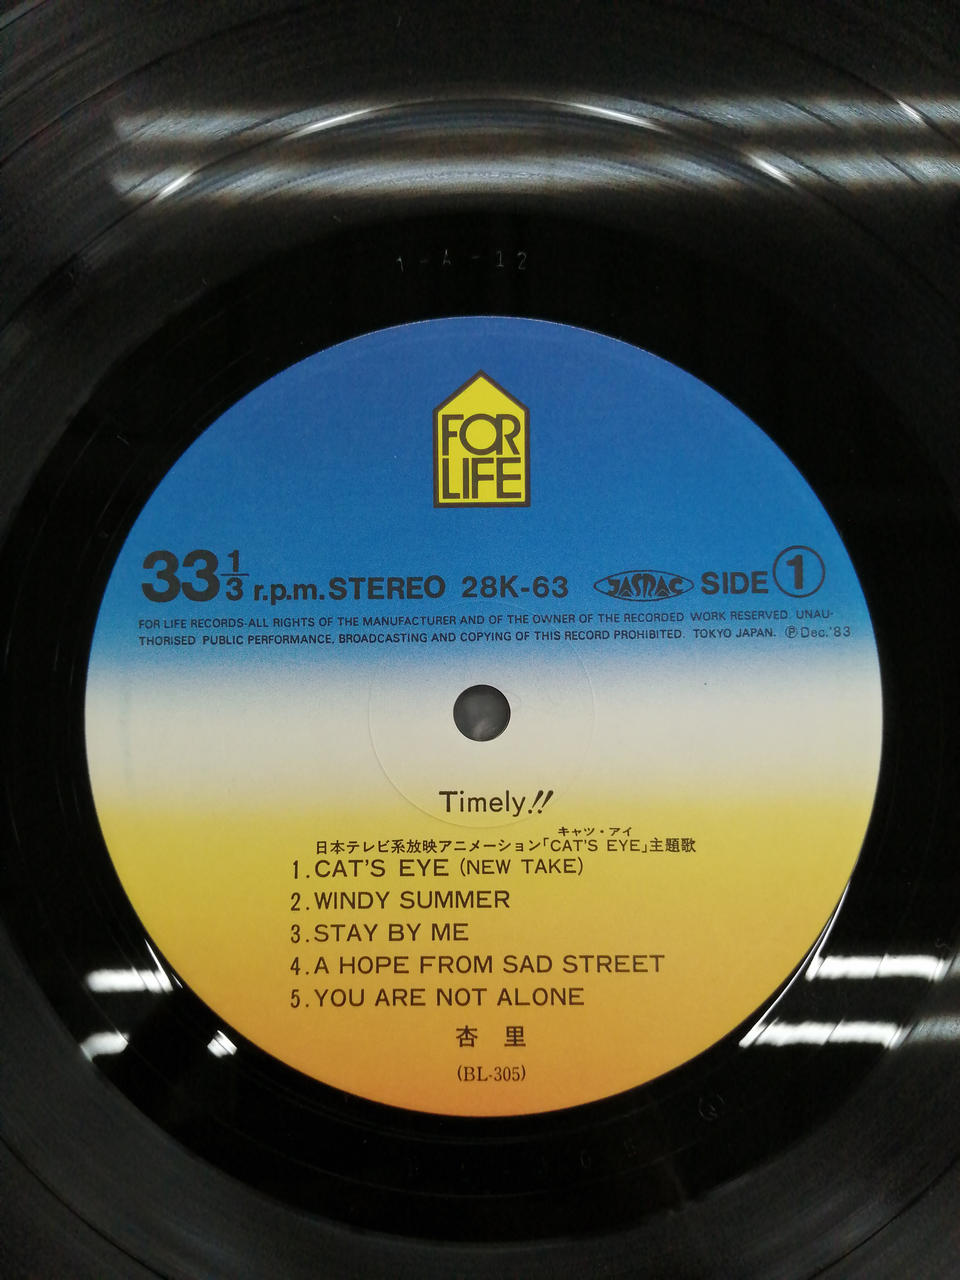 1-A-12
FOR
LIFE
33 1/3 r.p.m. STEREO 28K-63 JASRAC SIDE 1
FOR LIFE RECORDS-ALL RIGHTS OF THE MANUFACTURER AND OF THE OWNER OF THE RECORDED WORK RESERVED. UNAU-
THORISED PUBLIC PERFORMANCE, BROADCASTING AND COPYING OF THIS RECORD PROHIBITED. TOKYO JAPAN. ℗Dec.'83
Timely!!
キャツ・アイ
日本テレビ系放映アニメーション「CAT'S EYE」主題歌
1.CAT'S EYE (NEW TAKE)
2.WINDY SUMMER
3.STAY BY ME
4.A HOPE FROM SAD STREET
5.YOU ARE NOT ALONE
杏里
(BL-305)